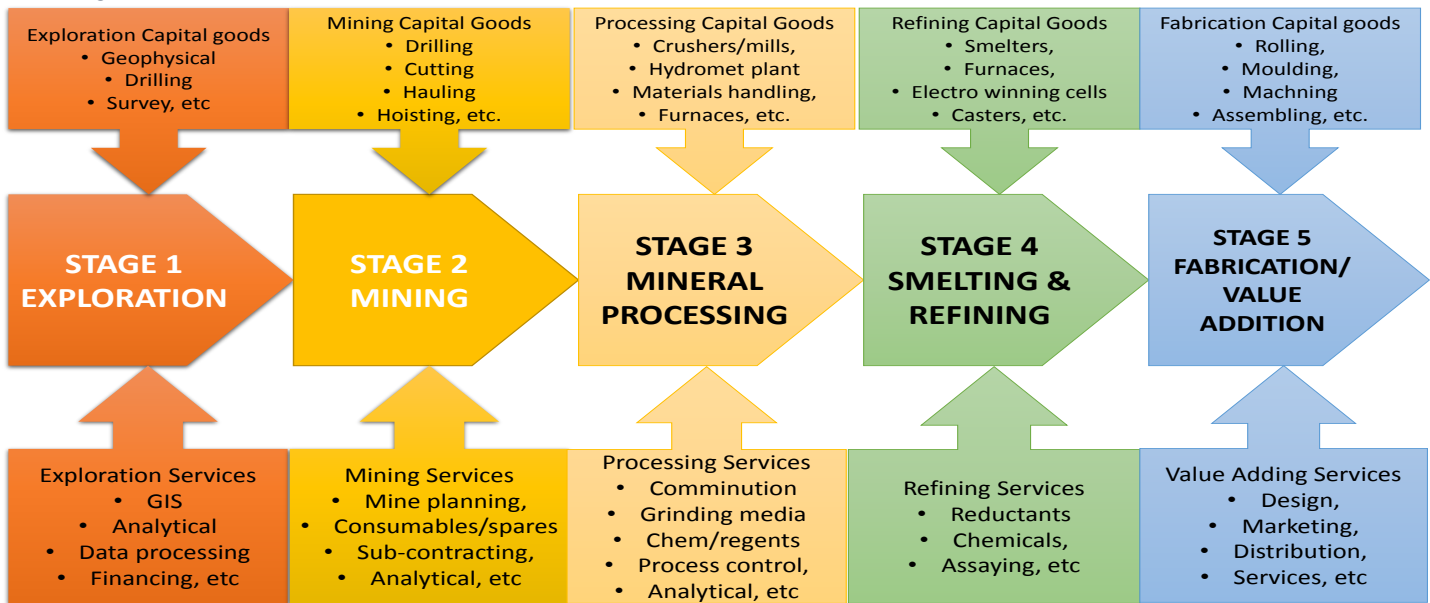 Exploration Capital goods
• Geophysical
• Drilling
• Survey, etc
Mining Capital Goods
• Drilling
• Cutting
• Hauling
• Hoisting, etc.
Processing Capital Goods
• Crushers/mills,
• Hydromet plant
• Materials handling,
• Furnaces, etc.
Refining Capital Goods
• Smelters,
• Furnaces,
• Electro winning cells
• Casters, etc.
Fabrication Capital goods
• Rolling,
• Moulding,
• Machning
• Assembling, etc.
STAGE 1
EXPLORATION
STAGE 2
MINING
STAGE 3
MINERAL
PROCESSING
STAGE 4
SMELTING &
REFINING
STAGE 5
FABRICATION/
VALUE
ADDITION
Exploration Services
• GIS
• Analytical
• Data processing
• Financing, etc
Mining Services
• Mine planning,
• Consumables/spares
• Sub-contracting,
• Analytical, etc
Processing Services
• Comminution
• Grinding media
• Chem/regents
• Process control,
• Analytical, etc
Refining Services
• Reductants
• Chemicals,
• Assaying, etc
Value Adding Services
• Design,
• Marketing,
• Distribution,
• Services, etc